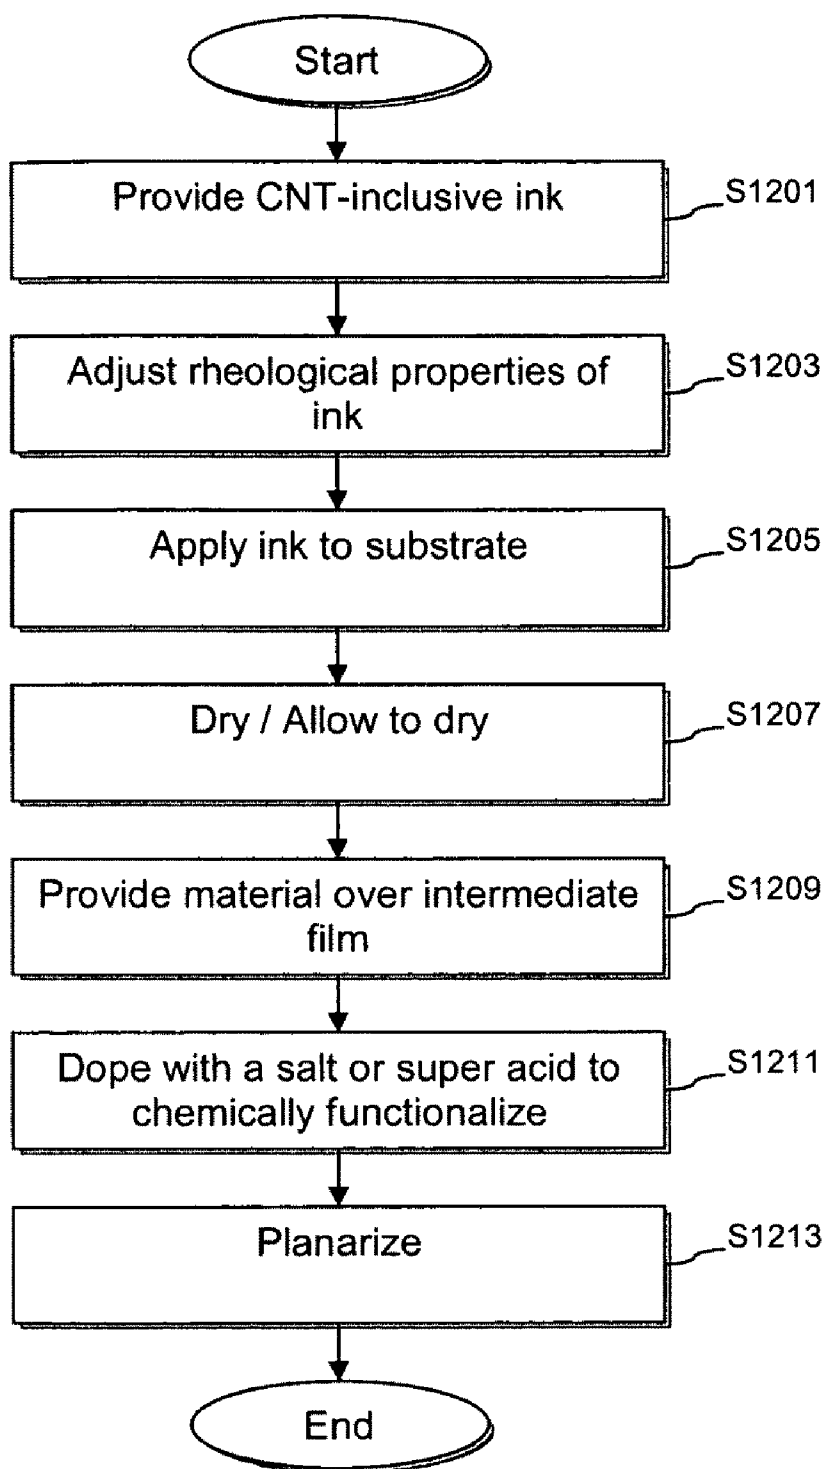 Start
Provide CNT-inclusive ink
S1201
Adjust rheological properties of
ink
S1203
Apply ink to substrate
S1205
Dry / Allow to dry
S1207
Provide material over intermediate
film
S1209
Dope with a salt or super acid to
chemically functionalize
S1211
Planarize
S1213
End